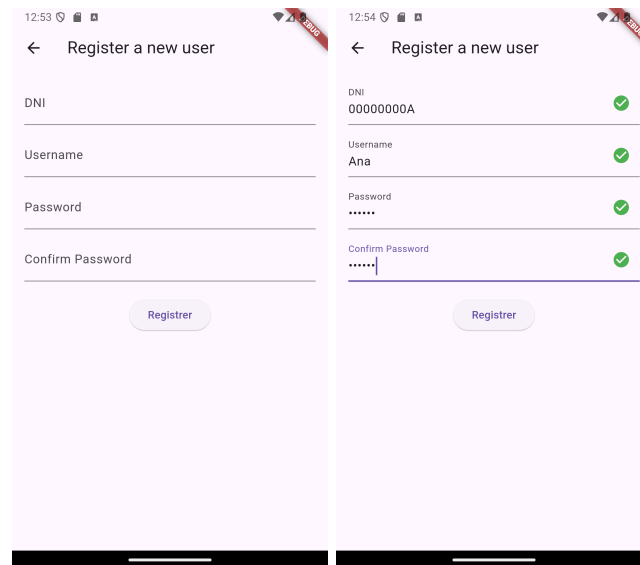 12:53
Register a new user
DNI
Username
Password
Confirm Password
Registrer
12:54
Register a new user
DNI
00000000A
Username
Ana
Password
••••••
Confirm Password
••••••
Registrer